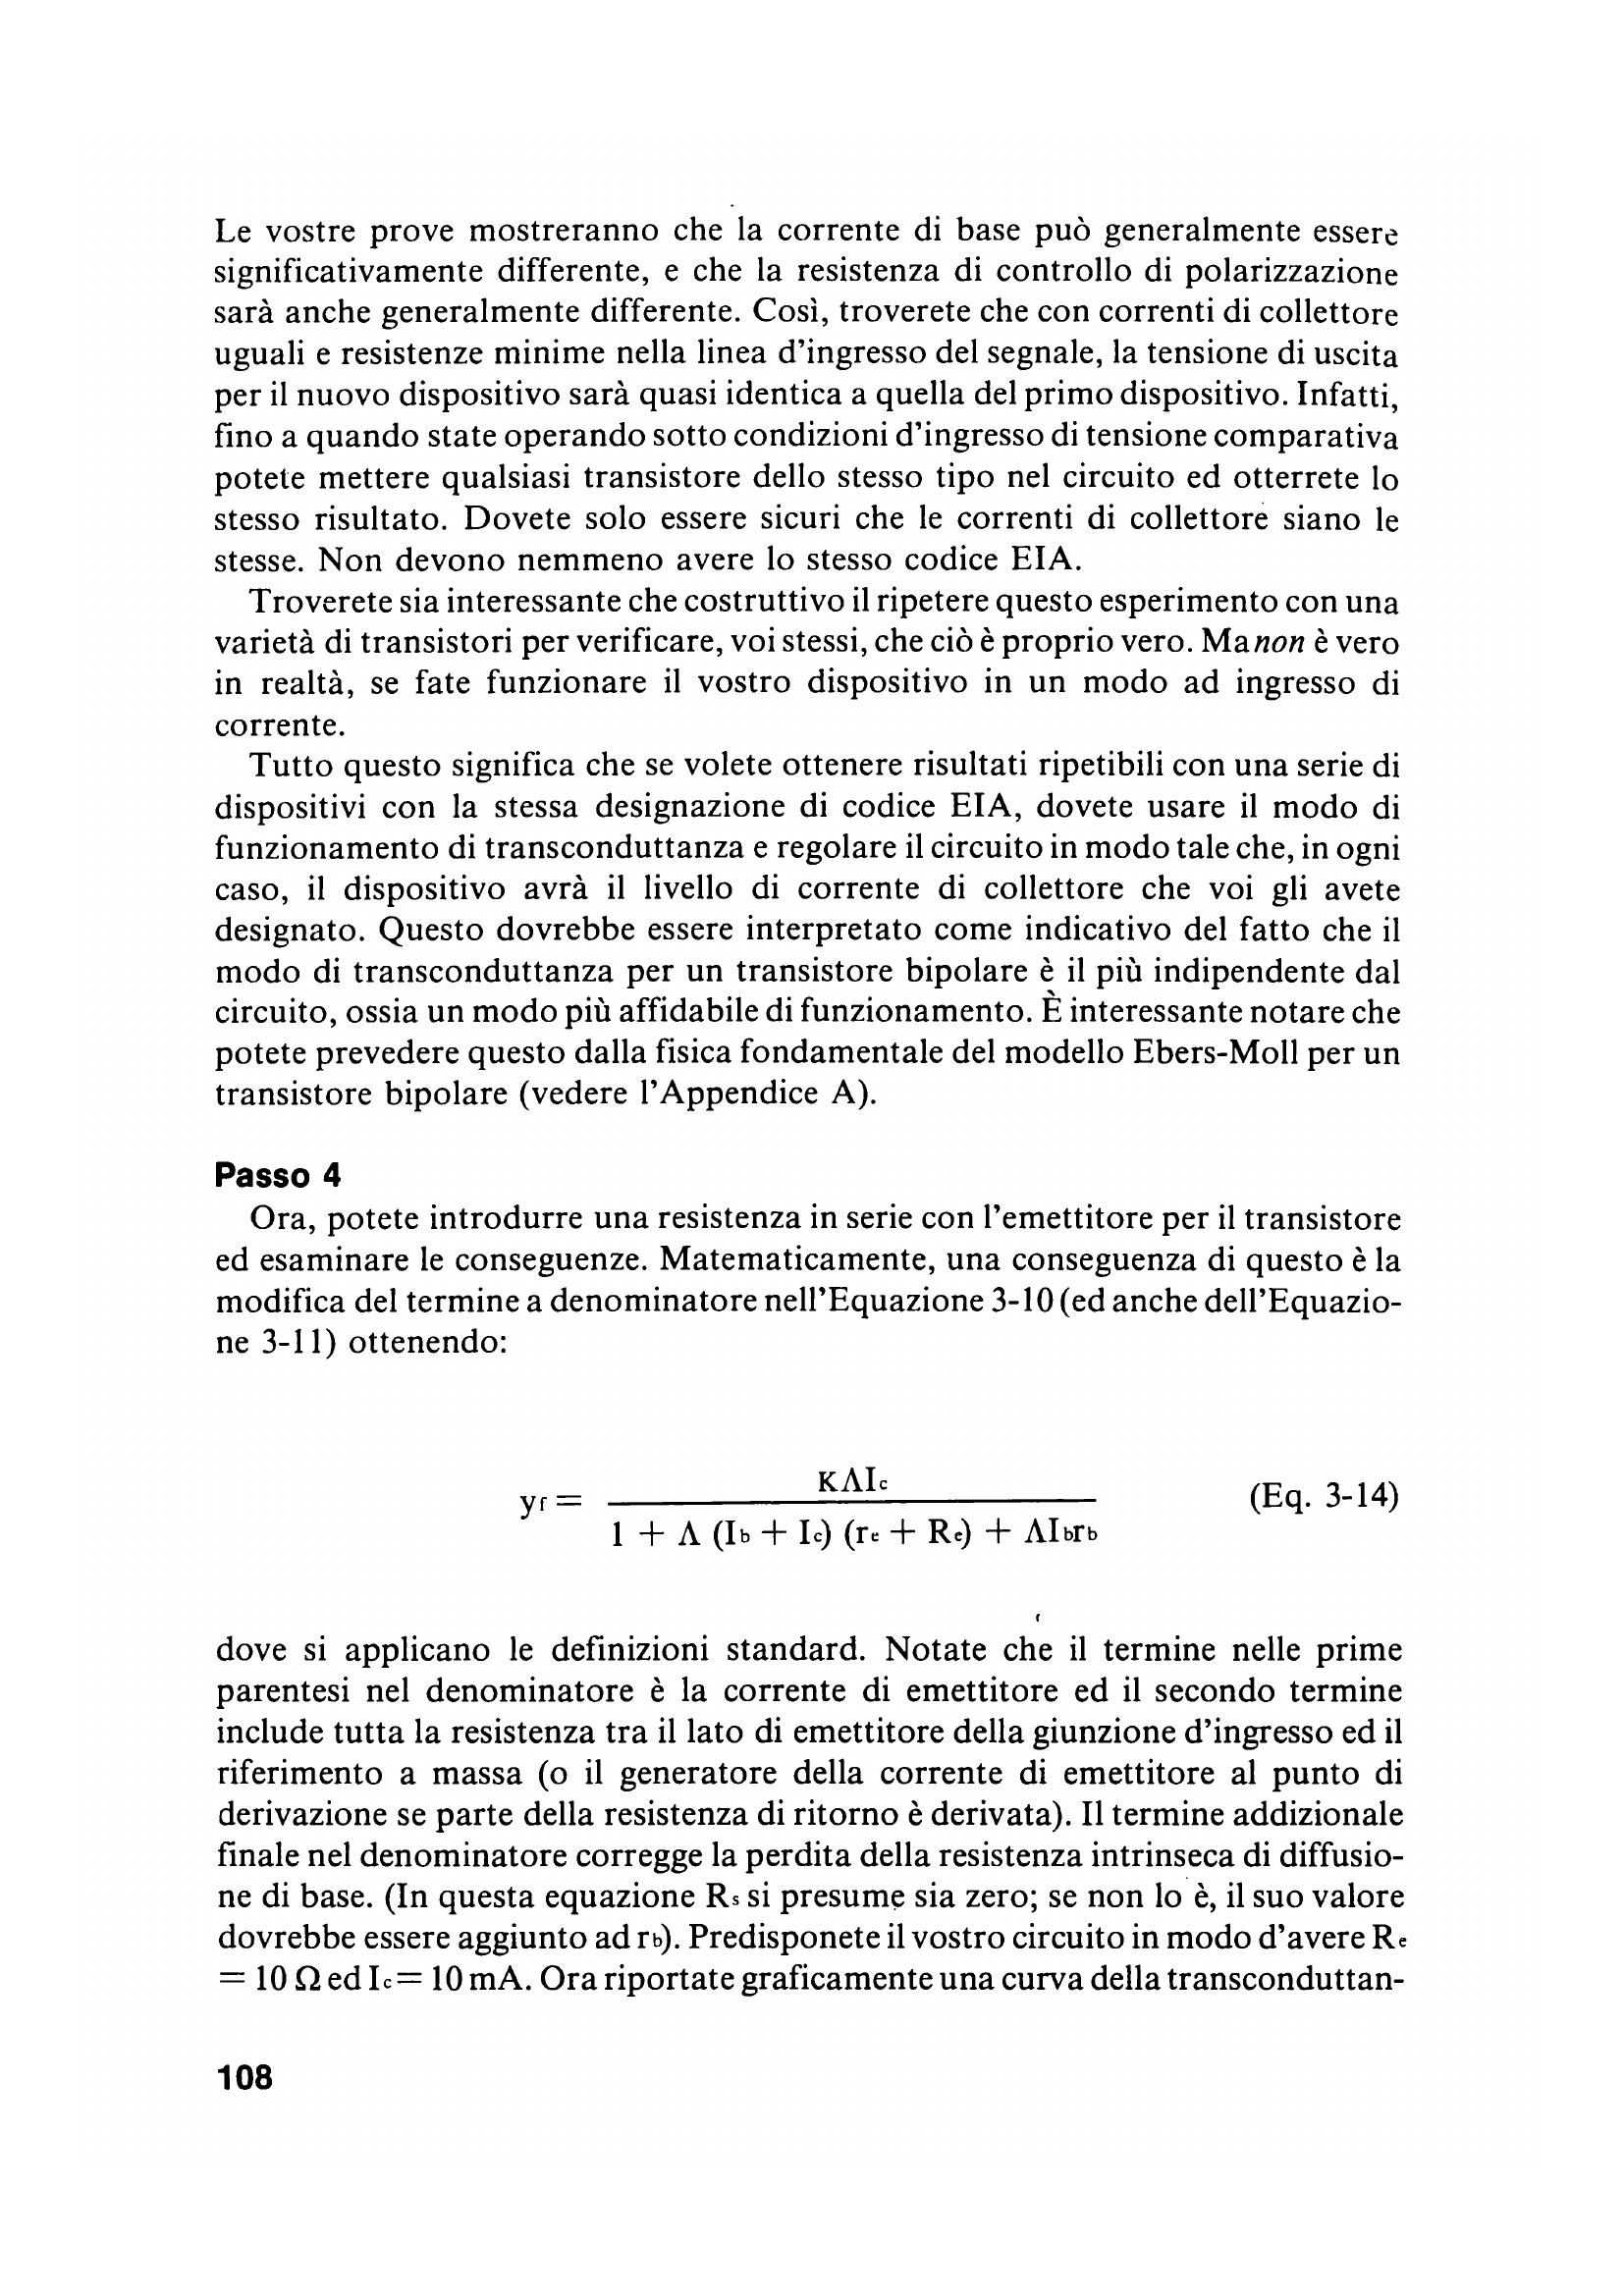 Le vostre prove mostreranno che la corrente di base può generalmente essere
significativamente differente, e che la resistenza di controllo di polarizzazione
sarà anche generalmente differente. Così, troverete che con correnti di collettore
uguali e resistenze minime nella linea d'ingresso del segnale, la tensione di uscita
per il nuovo dispositivo sarà quasi identica a quella del primo dispositivo. Infatti,
fino a quando state operando sotto condizioni d'ingresso di tensione comparativa
potete mettere qualsiasi transistore dello stesso tipo nel circuito ed otterrete lo
stesso risultato. Dovete solo essere sicuri che le correnti di collettore siano le
stesse. Non devono nemmeno avere lo stesso codice EIA.
Troverete sia interessante che costruttivo il ripetere questo esperimento con una
varietà di transistori per verificare, voi stessi, che ciò è proprio vero. Ma non è vero
in realtà, se fate funzionare il vostro dispositivo in un modo ad ingresso di
corrente.
Tutto questo significa che se volete ottenere risultati ripetibili con una serie di
dispositivi con la stessa designazione di codice EIA, dovete usare il modo di
funzionamento di transconduttanza e regolare il circuito in modo tale che, in ogni
caso, il dispositivo avrà il livello di corrente di collettore che voi gli avete
designato. Questo dovrebbe essere interpretato come indicativo del fatto che il
modo di transconduttanza per un transistore bipolare è il più indipendente dal
circuito, ossia un modo più affidabile di funzionamento. È interessante notare che
potete prevedere questo dalla fisica fondamentale del modello Ebers-Moll per un
transistore bipolare (vedere l'Appendice A).
Passo 4
Ora, potete introdurre una resistenza in serie con l'emettitore per il transistore
ed esaminare le conseguenze. Matematicamente, una conseguenza di questo è la
modifica del termine a denominatore nell'Equazione 3-10 (ed anche dell'Equazio-
ne 3-11) ottenendo:
κΛIc
yf = (Eq. 3-14)
1 + Λ (Ib + Ic) (re + Re) + ΛIbrb
dove si applicano le definizioni standard. Notate che il termine nelle prime
parentesi nel denominatore è la corrente di emettitore ed il secondo termine
include tutta la resistenza tra il lato di emettitore della giunzione d'ingresso ed il
riferimento a massa (o il generatore della corrente di emettitore al punto di
derivazione se parte della resistenza di ritorno è derivata). Il termine addizionale
finale nel denominatore corregge la perdita della resistenza intrinseca di diffusio-
ne di base. (In questa equazione Rs si presume sia zero; se non lo è, il suo valore
dovrebbe essere aggiunto ad rb). Predisponete il vostro circuito in modo d'avere Re
= 10 Ω ed Ic = 10 mA. Ora riportate graficamente una curva della transconduttan-
108